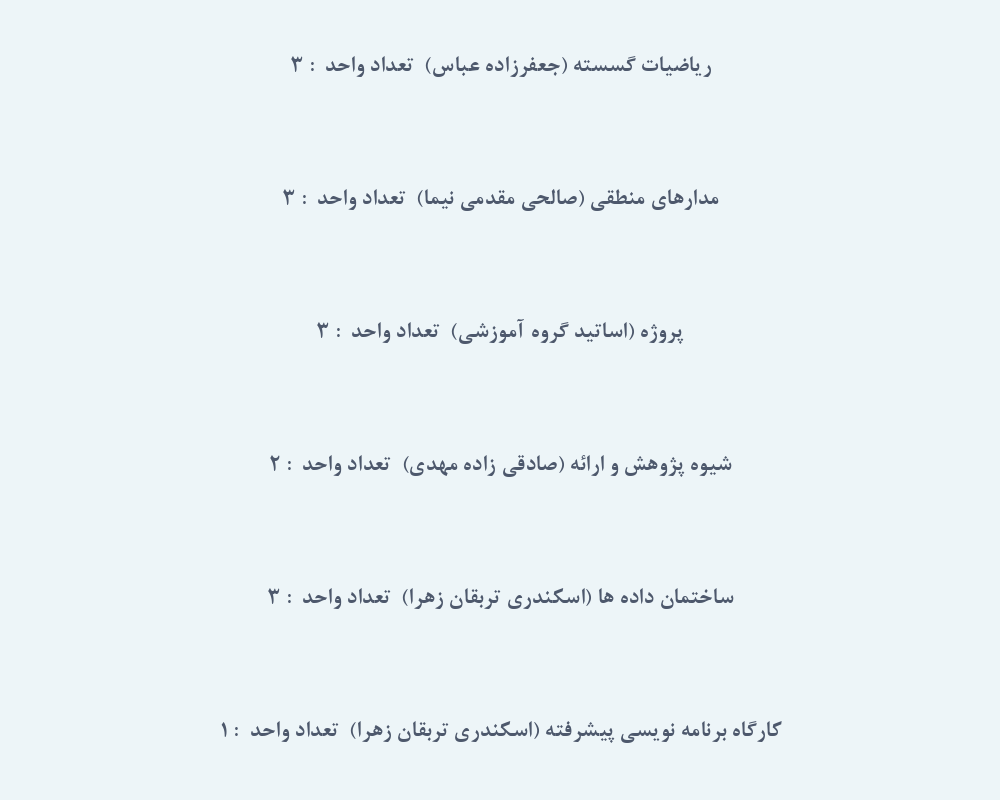 ریاضیات گسسته (جعفرزاده عباس) تعداد واحد : ۳
مدارهای منطقی (صالحی مقدمی نیما) تعداد واحد : ۳
پروژه (اساتید گروه آموزشی) تعداد واحد : ۳
شیوه پژوهش و ارائه (صادقی زاده مهدی) تعداد واحد : ۲
ساختمان داده ها (اسکندری تربقان زهرا) تعداد واحد : ۳
کارگاه برنامه نویسی پیشرفته (اسکندری تربقان زهرا) تعداد واحد : ۱